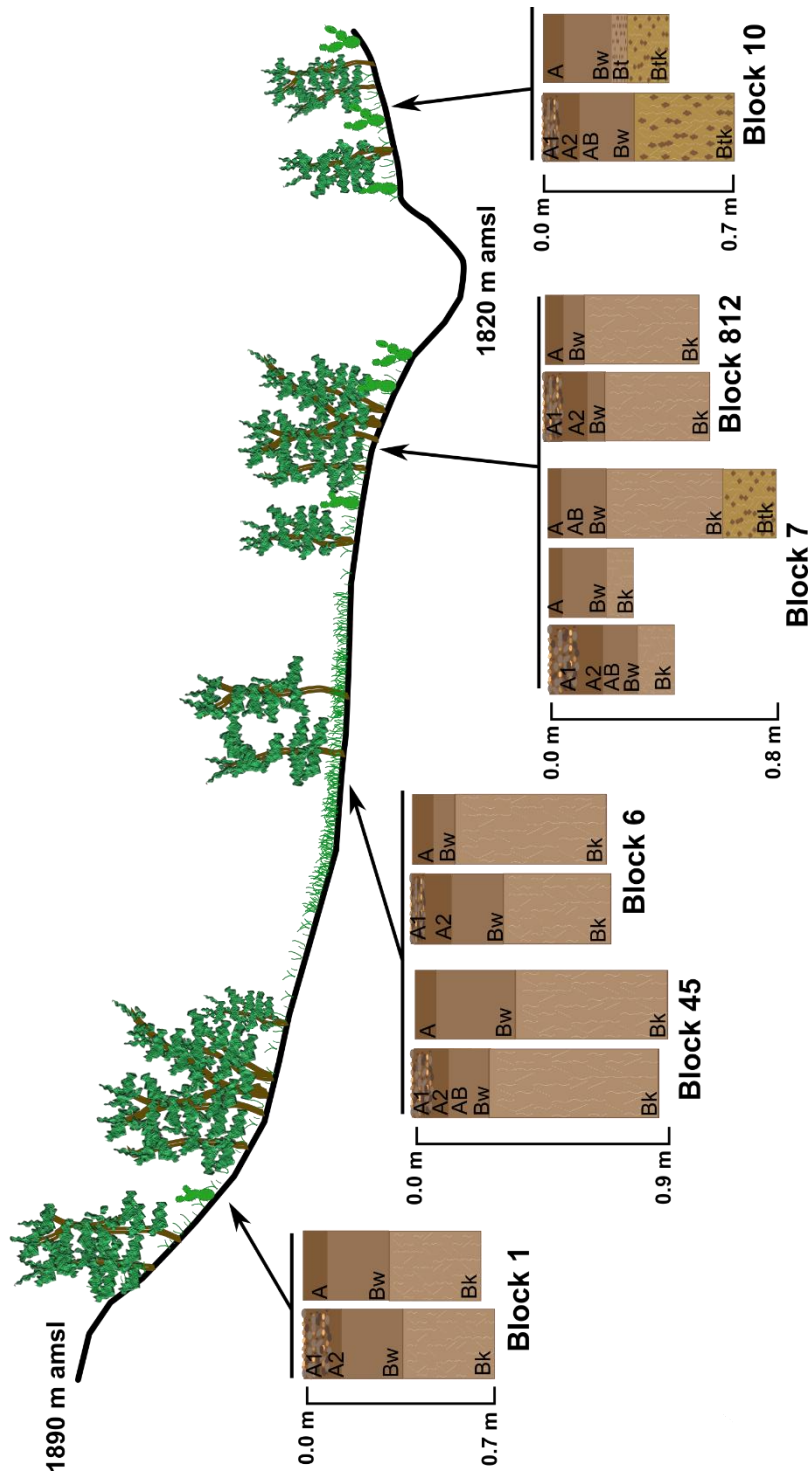 1890 m amsl
1820 m amsl
0.0 m
0.7 m
A1
A2
Bw
Bk
A
Bw
Bk
Block 1
0.0 m
0.9 m
A1
A2
AB
Bw
Bk
A
Bw
Bk
Block 45
A1
A2
Bw
Bk
A
Bw
Bk
Block 6
0.0 m
0.8 m
A1
A2
AB
Bw
Bk
A
Bw
Bk
A
AB
Bw
Bk
Btk
Block 7
A1
A2
Bw
Bk
A
Bw
Bk
Block 812
0.0 m
0.7 m
A1
A2
AB
Bw
Btk
A
Bw
Bt
Btk
Block 10